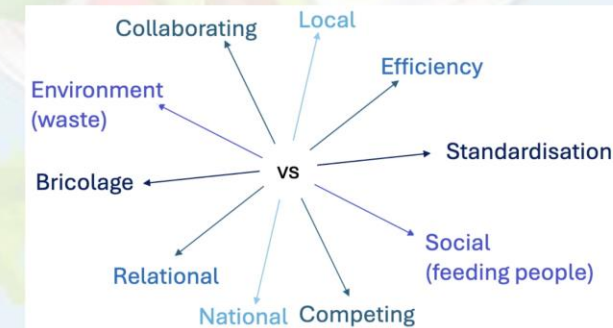 Collaborating
Local
Efficiency
Environment
(waste)
Standardisation
vs
Bricolage
Social
(feeding people)
Relational
National
Competing